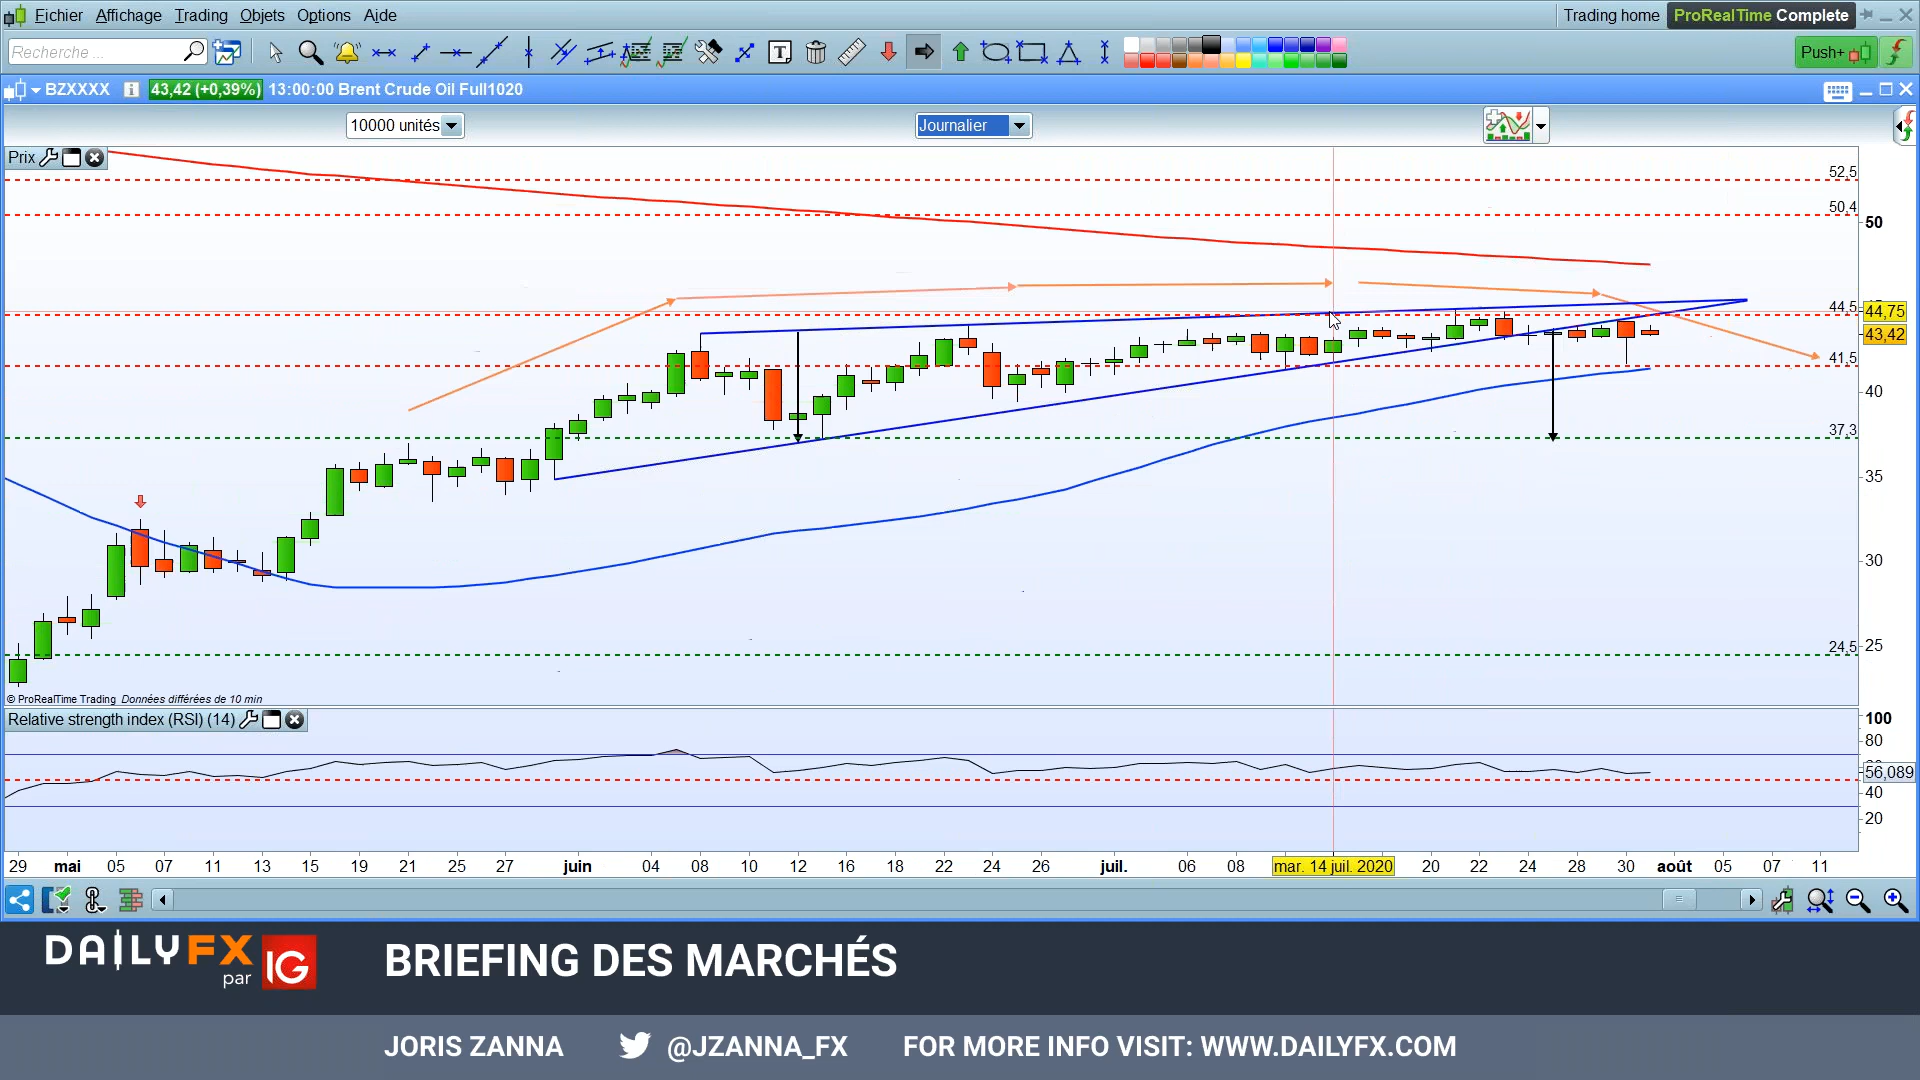 Fichier Affichage Trading Objets Options Aide
Trading home ProRealTime Complete
Recherche...
T
Push+
BZXXXX i 43,42 (+0,39%) 13:00:00 Brent Crude Oil Full1020
10000 unités Journalier
Prix
52,5
50,4
50
44,5
44,75
43,42
41,5
40
37,3
35
30
24,5
25
© ProRealTime Trading Données différées de 10 min
Relative strength index (RSI) (14)
100
80
56,089
40
20
29 mai 05 07 11 13 15 19 21 25 27 juin 04 08 10 12 16 18 22 24 26 juil. 06 08 mar. 14 juil. 2020 20 22 24 28 30 août 05 07 11
DAILYFX
par IG
BRIEFING DES MARCHÉS
JORIS ZANNA @JZANNA_FX FOR MORE INFO VISIT: WWW.DAILYFX.COM